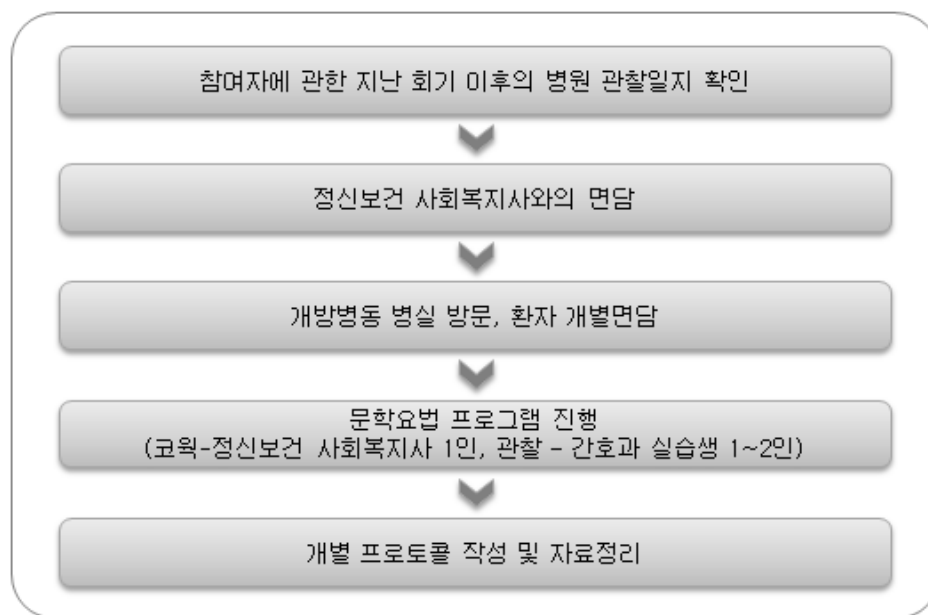 참여자에 관한 지난 회기 이후의 병원 관찰일지 확인
정신보건 사회복지사와의 면담
개방병동 병실 방문, 환자 개별면담
문학요법 프로그램 진행
(코웍-정신보건 사회복지사 1인, 관찰 - 간호과 실습생 1~2인)
개별 프로토콜 작성 및 자료정리